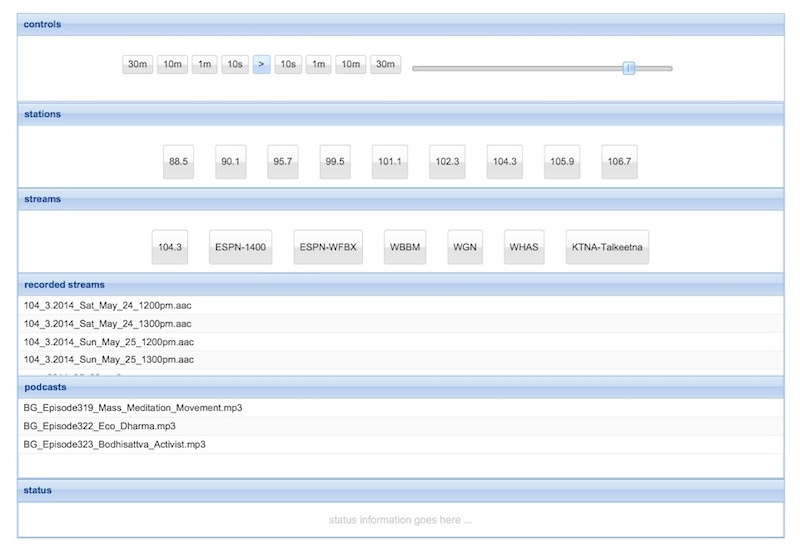 controls
30m 10m 1m 10s > 10s 1m 10m 30m
stations
88.5 90.1 95.7 99.5 101.1 102.3 104.3 105.9 106.7
streams
104.3 ESPN-1400 ESPN-WFBX WBBM WGN WHAS KTNA-Talkeetna
recorded streams
104_3.2014_Sat_May_24_1200pm.aac
104_3.2014_Sat_May_24_1300pm.aac
104_3.2014_Sun_May_25_1200pm.aac
104_3.2014_Sun_May_25_1300pm.aac
podcasts
BG_Episode319_Mass_Meditation_Movement.mp3
BG_Episode322_Eco_Dharma.mp3
BG_Episode323_Bodhisattva_Activist.mp3
status
status information goes here ...